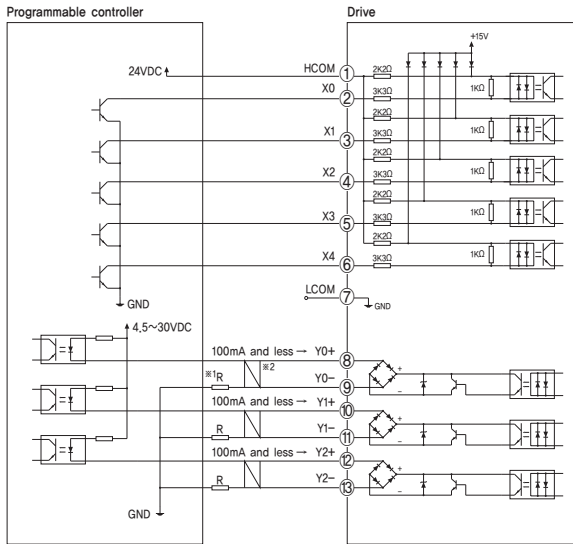 Programmable controller
Drive
+15V
24VDC
HCOM
1
2K2Ω
1KΩ
X0
2
3K3Ω
2K2Ω
1KΩ
X1
3
3K3Ω
2K2Ω
1KΩ
X2
4
3K3Ω
2K2Ω
1KΩ
X3
5
3K3Ω
2K2Ω
1KΩ
X4
6
3K3Ω
GND
LCOM
7
GND
4.5~30VDC
100mA and less→ Y0+
8
+
※1R
※2
Y0-
9
-
100mA and less→ Y1+
10
+
R
Y1-
11
-
100mA and less→ Y2+
12
+
R
Y2-
13
-
GND